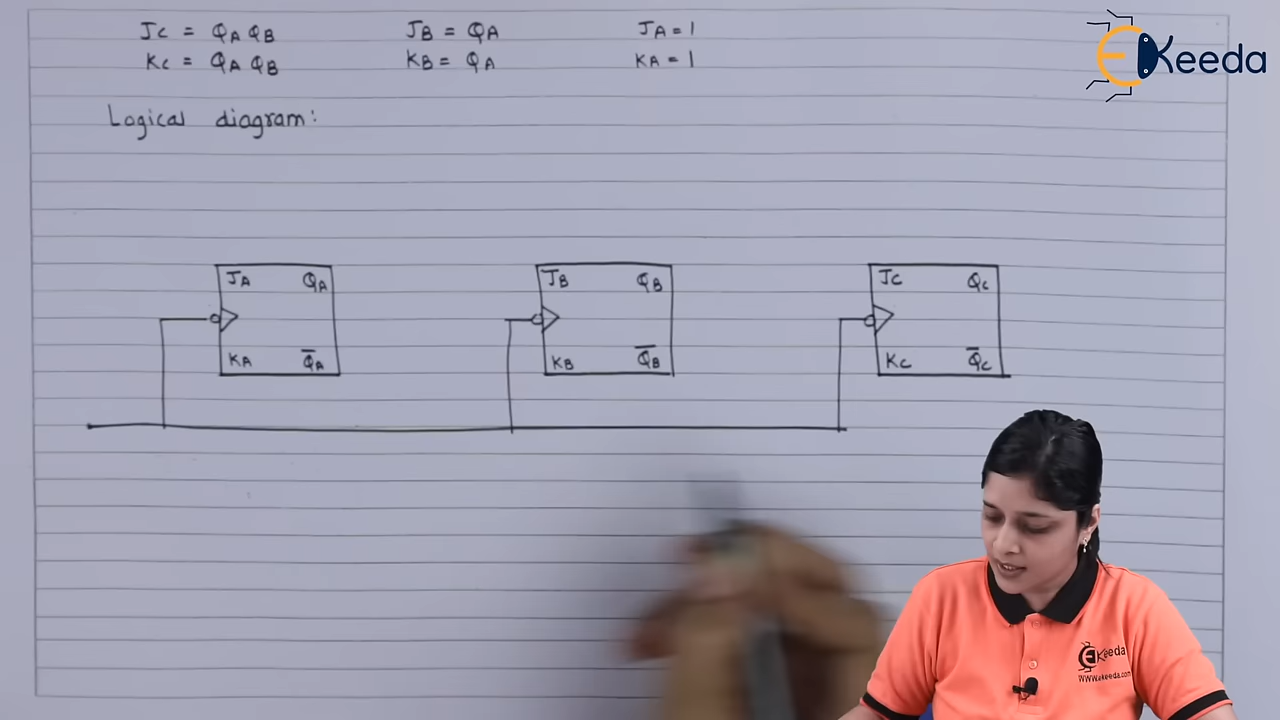 JC = QA QB JB = QA JA = 1
KC = QA QB KB = QA KA = 1
Logical diagram:
JA QA JB QB JC QC
KA Q̅A KB Q̅B KC Q̅C
EKeeda
EKeeda
www.ekeeda.com